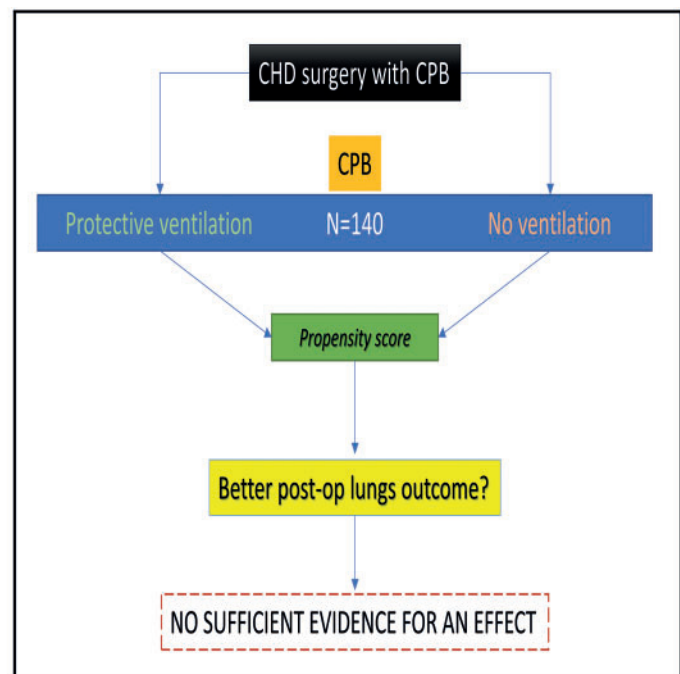 CHD surgery with CPB
CPB
Protective ventilation N=140 No ventilation
Propensity score
Better post-op lungs outcome?
NO SUFFICIENT EVIDENCE FOR AN EFFECT